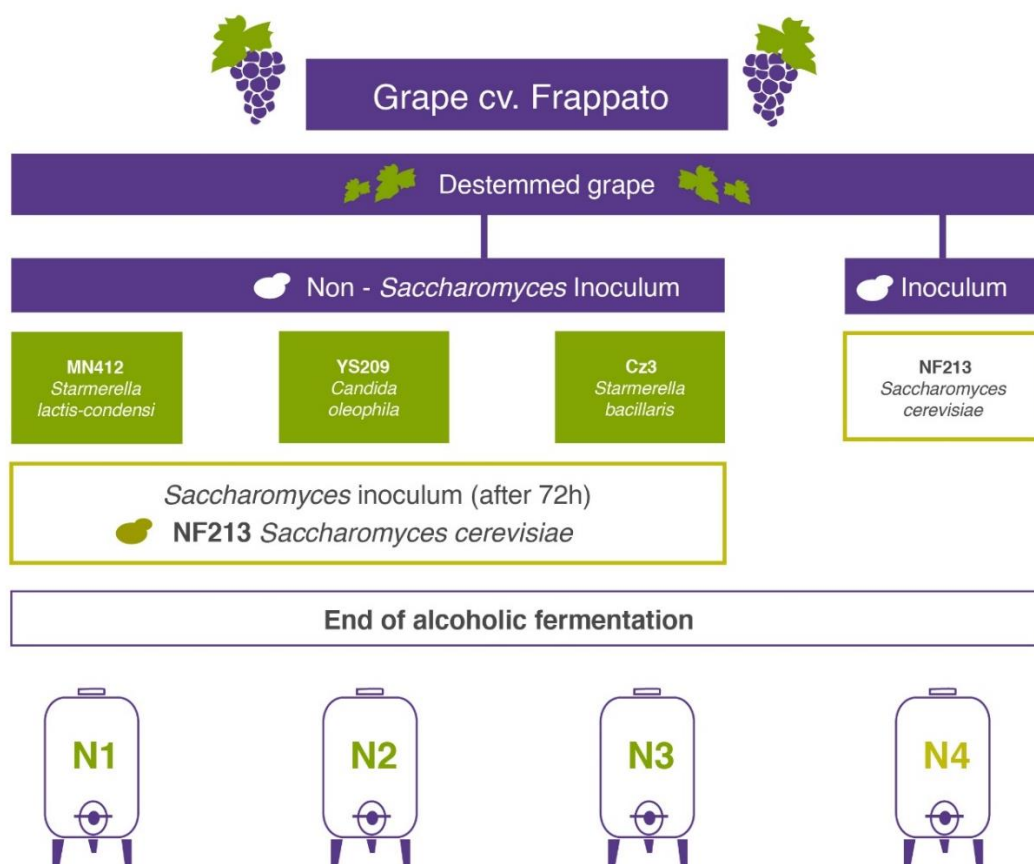 Grape cv. Frappato
Destemmed grape
Non - Saccharomyces Inoculum
Inoculum
MN412
Starmerella
lactis-condensi
YS209
Candida
oleophila
Cz3
Starmerella
bacillaris
NF213
Saccharomyces
cerevisiae
Saccharomyces inoculum (after 72h)
NF213 Saccharomyces cerevisiae
End of alcoholic fermentation
N1
N2
N3
N4